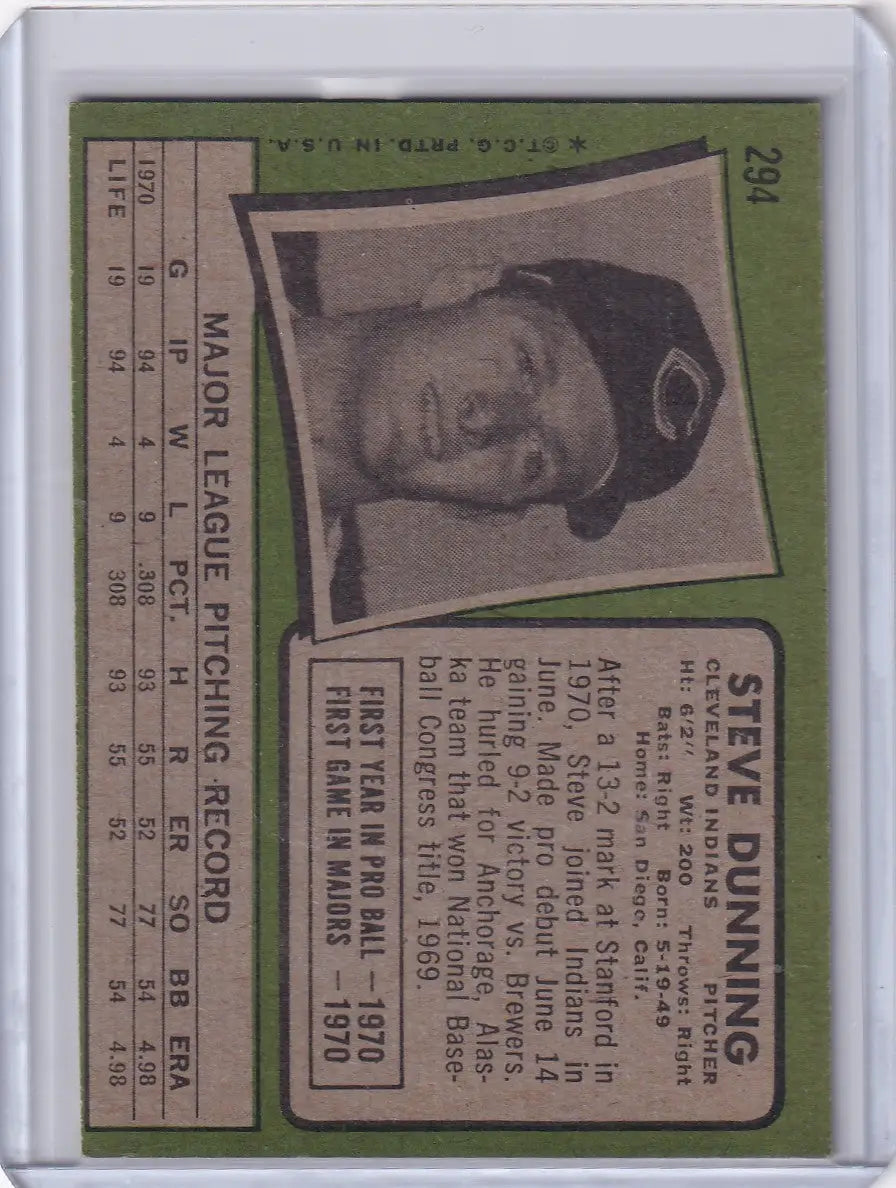 294
*©T.C.G. PRTD. IN U.S.A.
C
STEVE DUNNING
CLEVELAND INDIANS PITCHER
Ht: 6'2" Wt: 200 Throws: Right
Bats: Right Born: 5-19-49
Home: San Diego, Calif.
After a 13-2 mark at Stanford in
1970, Steve joined Indians in
June. Made pro debut June 14
gaining 9-2 victory vs. Brewers.
He hurled for Anchorage, Alas-
ka team that won National Base-
ball Congress title, 1969.
FIRST YEAR IN PRO BALL — 1970
FIRST GAME IN MAJORS — 1970
MAJOR LEAGUE PITCHING RECORD
G IP W L PCT. H R ER SO BB ERA
1970 19 94 4 9 .308 93 55 52 77 54 4.98
LIFE 19 94 4 9 308 93 55 52 77 54 4.98